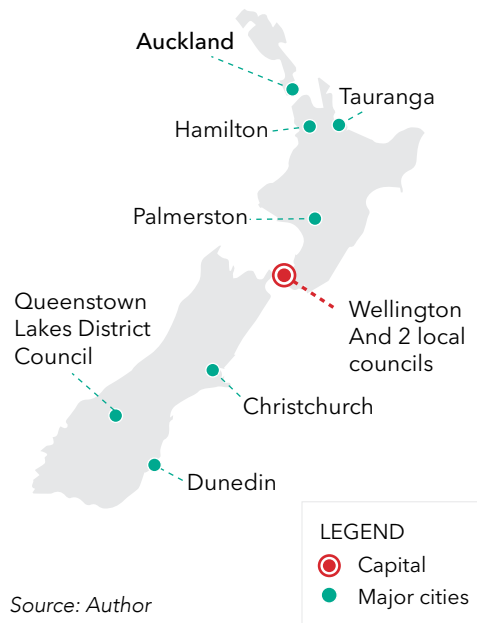 Auckland
Tauranga
Hamilton
Palmerston
Queenstown
Lakes District
Council
Wellington
And 2 local
councils
Christchurch
Dunedin
LEGEND
Capital
Major cities
Source: Author